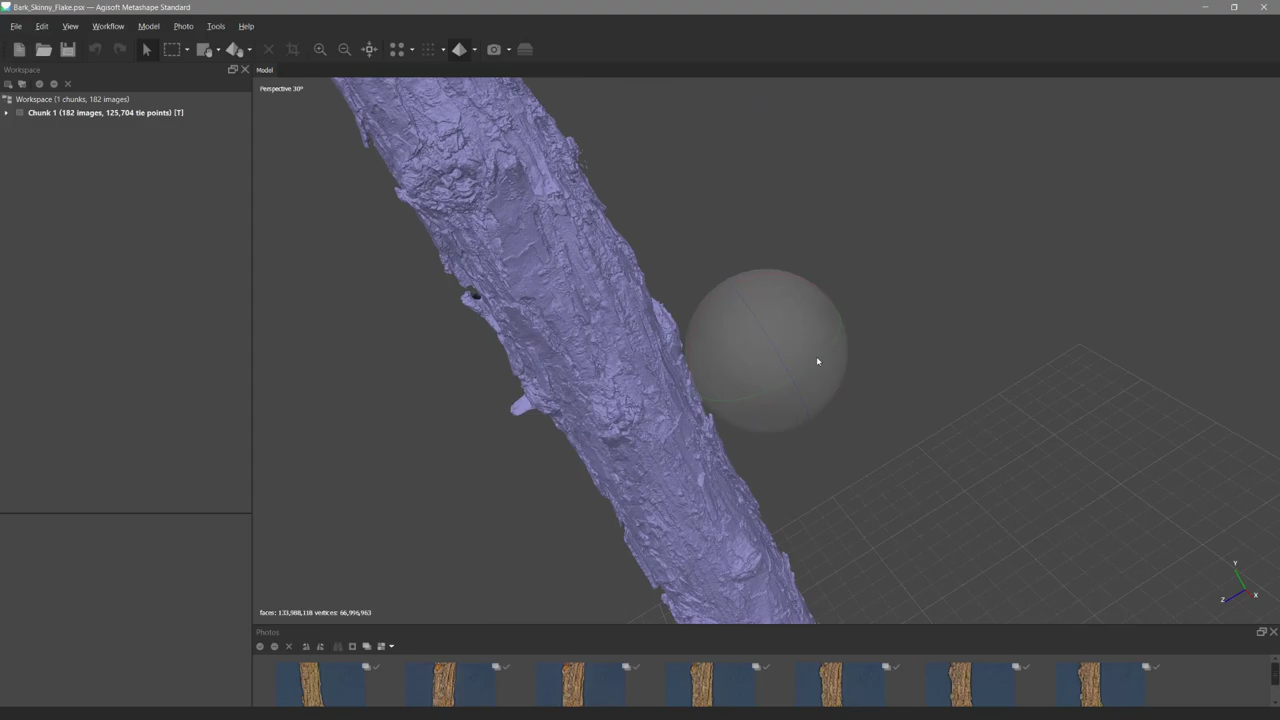 Bark_Skinny_Flake.psx — Agisoft Metashape Standard
File Edit View Workflow Model Photo Tools Help
Workspace
Model
Workspace (1 chunks, 182 images)
Chunk 1 (182 images, 125,704 tie points) [T]
Perspective 30°
Y
X
Z
faces: 133,988,118 vertices: 66,996,963
Photos